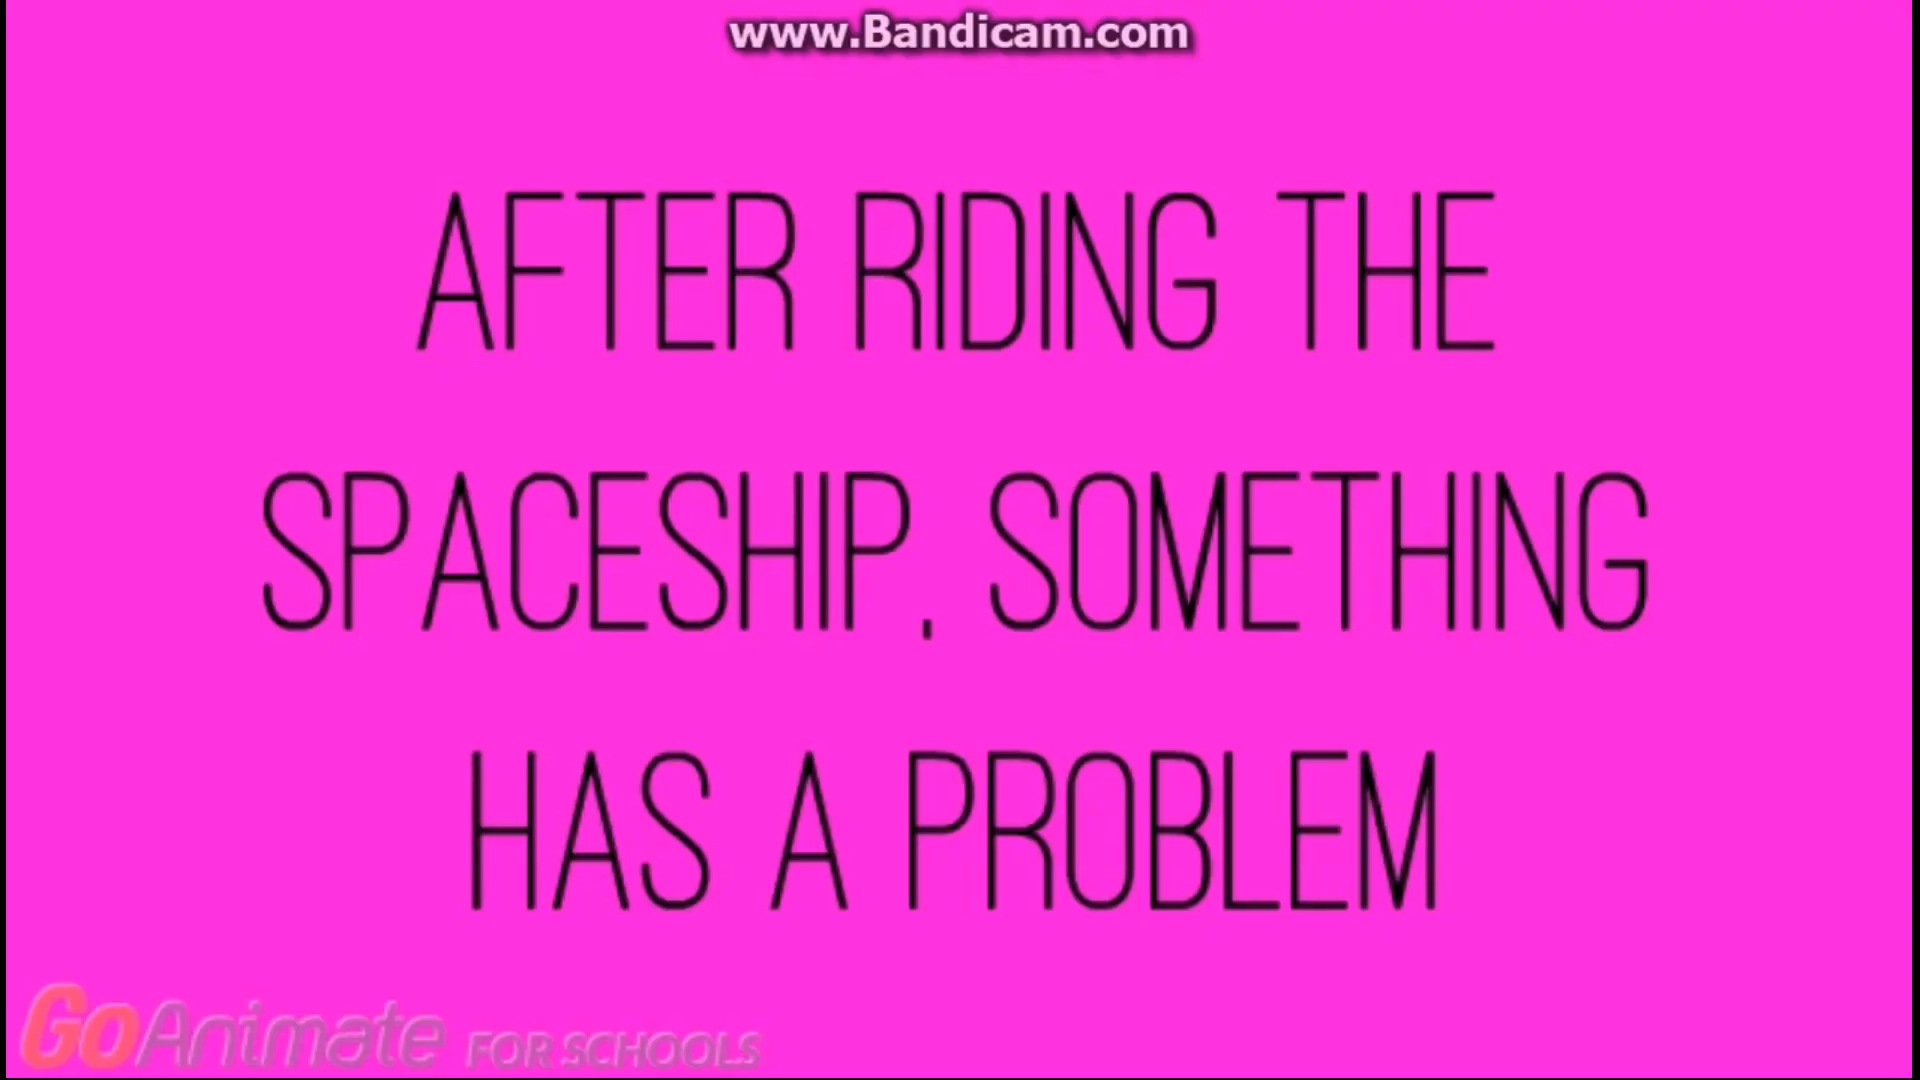 www.Bandicam.com
AFTER RIDING THE
SPACESHIP, SOMETHING
HAS A PROBLEM
GoAnimate FOR SCHOOLS